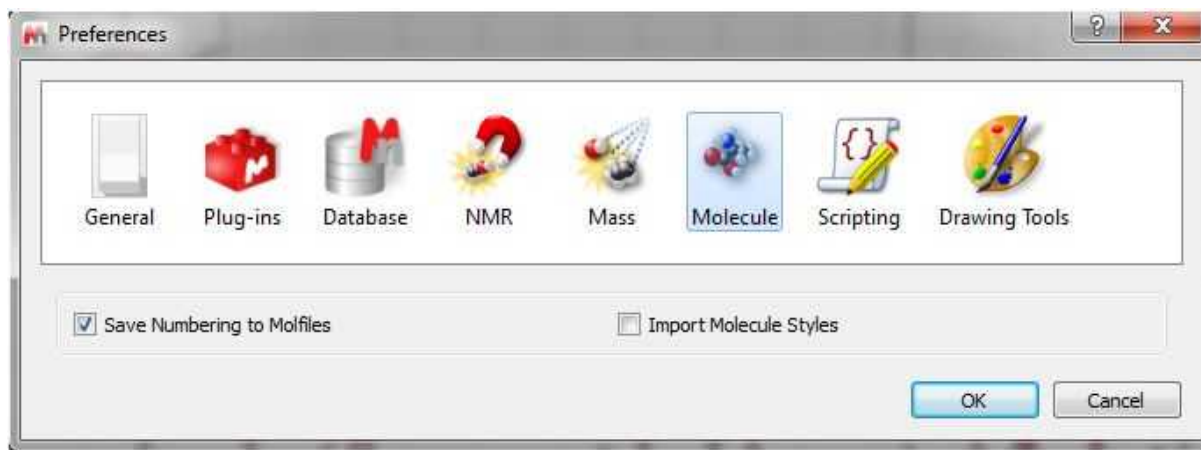 Preferences
General Plug-ins Database NMR Mass Molecule Scripting Drawing Tools
Save Numbering to Molfiles Import Molecule Styles
OK Cancel